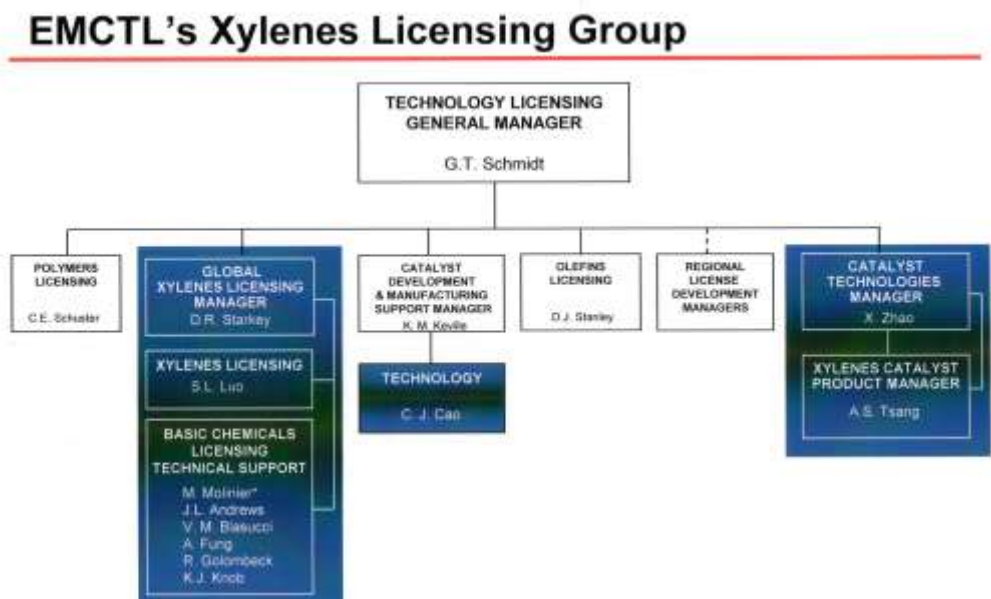 EMCTL's Xylenes Licensing Group
TECHNOLOGY LICENSING
GENERAL MANAGER
G.T. Schmidt
POLYMERS
LICENSING
C.E. Schuster
GLOBAL
XYLENES LICENSING
MANAGER
D.R. Starkey
XYLENES LICENSING
S.L. Luo
BASIC CHEMICALS
LICENSING
TECHNICAL SUPPORT
M. Molinier*
J.L. Andrews
V. M. Blasucci
A. Fung
R. Golombeck
K.J. Knob
CATALYST
DEVELOPMENT
& MANUFACTURING
SUPPORT MANAGER
K. M. Keville
TECHNOLOGY
C. J. Cao
OLEFINS
LICENSING
D.J. Stanley
REGIONAL
LICENSE
DEVELOPMENT
MANAGERS
CATALYST
TECHNOLOGIES
MANAGER
X. Zhao
XYLENES CATALYST
PRODUCT MANAGER
A.S. Tsang